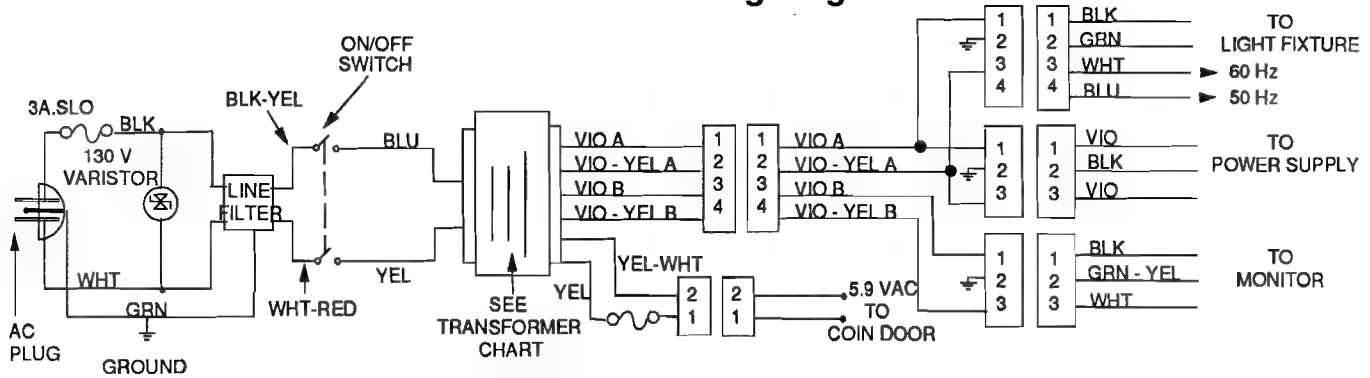 3A.SLO
BLK
130 V
VARISTOR
WHT
GRN
AC
PLUG
GROUND
LINE
FILTER
BLK-YEL
ON/OFF
SWITCH
WHT-RED
BLU
YEL
SEE
TRANSFORMER
CHART
VIO A
VIO - YEL A
VIO B
VIO - YEL B
YEL-WHT
YEL
1
2
3
4
1
2
3
4
2
1
2
1
5.9 VAC
TO
COIN DOOR
VIO A
VIO - YEL A
VIO B
VIO - YEL B
1
2
3
4
1
2
3
4
BLK
GRN
WHT
BLU
TO
LIGHT FIXTURE
60 Hz
50 Hz
1
2
3
1
2
3
VIO
BLK
VIO
TO
POWER SUPPLY
1
2
3
1
2
3
BLK
GRN - YEL
WHT
TO
MONITOR